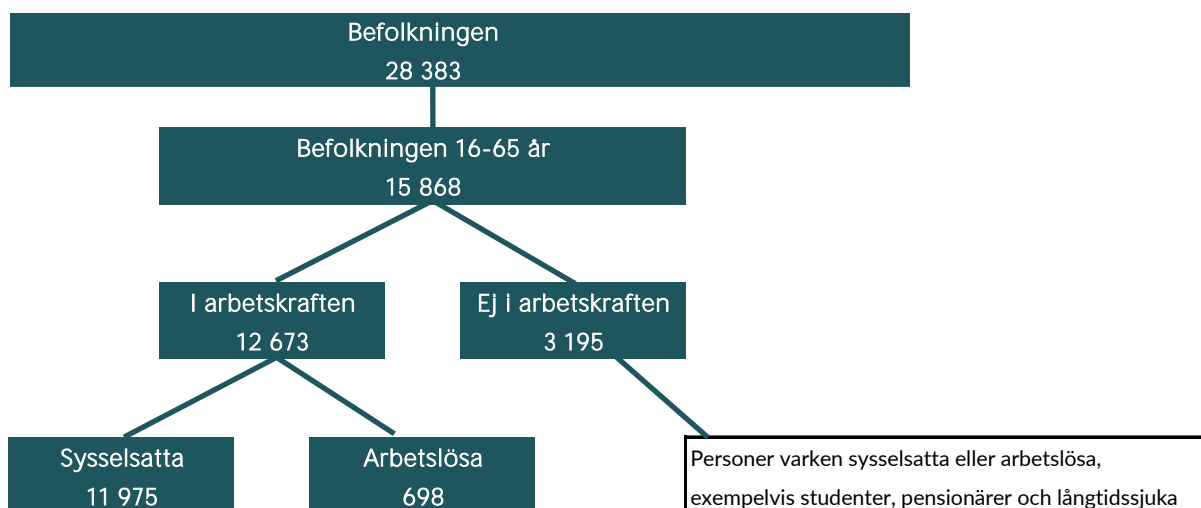 Befolkningen
28 383
Befolkningen 16-65 år
15 868
I arbetskraften
12 673
Ej i arbetskraften
3 195
Sysselsatta
11 975
Arbetslösa
698
Personer varken sysselsatta eller arbetslösa,
exempelvis studenter, pensionärer och långtidssjuka